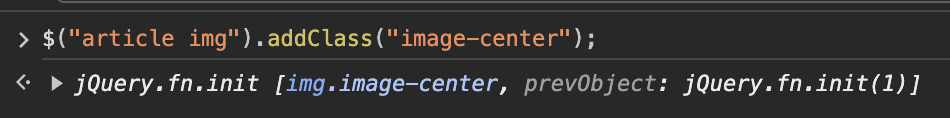 > $("article img").addClass("image-center");
<· ▶ jQuery.fn.init [img.image-center, prevObject: jQuery.fn.init(1)]